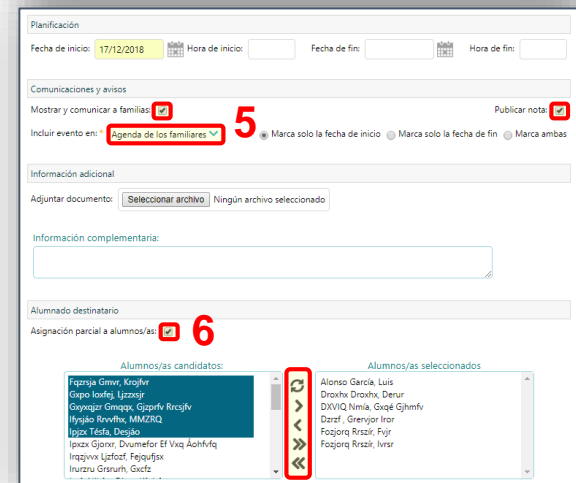 Planificación
Fecha de inicio: 17/12/2018 Hora de inicio: Fecha de fin: Hora de fin:
Comunicaciones y avisos
Mostrar y comunicar a familias: Publicar nota:
Incluir evento en: * Agenda de los familiares 5 Marca solo la fecha de inicio Marca solo la fecha de fin Marca ambas
Información adicional
Adjuntar documento: Seleccionar archivo Ningún archivo seleccionado
Información complementaria:
Alumnado destinatario
Asignación parcial a alumnos/as: 6
Alumnos/as candidatos: Alumnos/as seleccionados
Fqzrsja Gmvr, Krojfvr Alonso García, Luis
Gxpo Ioxfej, Ljzzxsjr Droxhx Droxhx, Derur
Gxyxqjzr Gmqqx, Gjzprfv Rrcsjfv DXVIQ Nmía, Gxqé Gjhmfv
Ifysjáo Rrvvfhx, MMZRQ Dzrzf , Grervjor Iror
Ipjzx Tésfa, Desjáo Fozjorq Rrszír, Fvjr
Ipxzx Gjorxr, Dvumefor Ef Vxq Áohfvfq Fozjorq Rrszír, Ivrsr
Irqzjvvx Ljzfozf, Fejqufjsx
Irurzru Grsrurh, Gxcfz